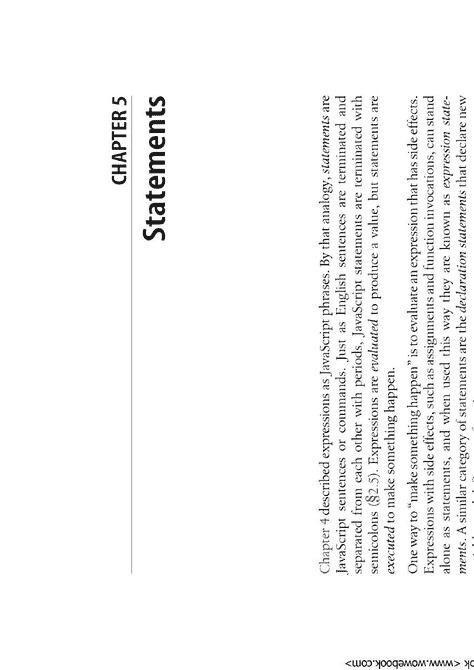 CHAPTER 5
Statements
Chapter 4 described expressions as JavaScript phrases. By that analogy, statements are
JavaScript sentences or commands. Just as English sentences are terminated and
separated from each other with periods, JavaScript statements are terminated with
semicolons (§2.5). Expressions are evaluated to produce a value, but statements are
executed to make something happen.
One way to “make something happen” is to evaluate an expression that has side effects.
Expressions with side effects, such as assignments and function invocations, can stand
alone as statements, and when used this way they are known as expression state-
ments. A similar category of statements are the declaration statements that declare new
ok <www.wowebook.com>